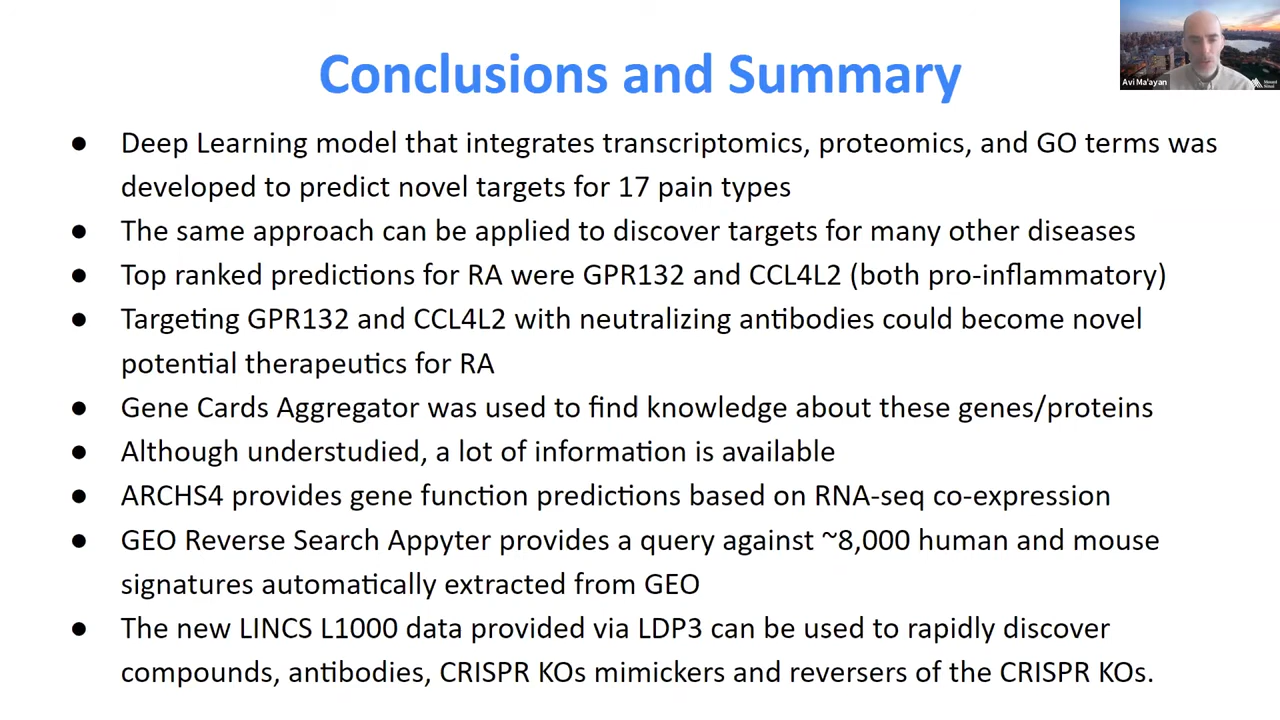 Conclusions and Summary
Avi Ma'ayan
Mount
Sinai
● Deep Learning model that integrates transcriptomics, proteomics, and GO terms was
developed to predict novel targets for 17 pain types
● The same approach can be applied to discover targets for many other diseases
● Top ranked predictions for RA were GPR132 and CCL4L2 (both pro-inflammatory)
● Targeting GPR132 and CCL4L2 with neutralizing antibodies could become novel
potential therapeutics for RA
● Gene Cards Aggregator was used to find knowledge about these genes/proteins
● Although understudied, a lot of information is available
● ARCHS4 provides gene function predictions based on RNA-seq co-expression
● GEO Reverse Search Appyter provides a query against ~8,000 human and mouse
signatures automatically extracted from GEO
● The new LINCS L1000 data provided via LDP3 can be used to rapidly discover
compounds, antibodies, CRISPR KOs mimickers and reversers of the CRISPR KOs.